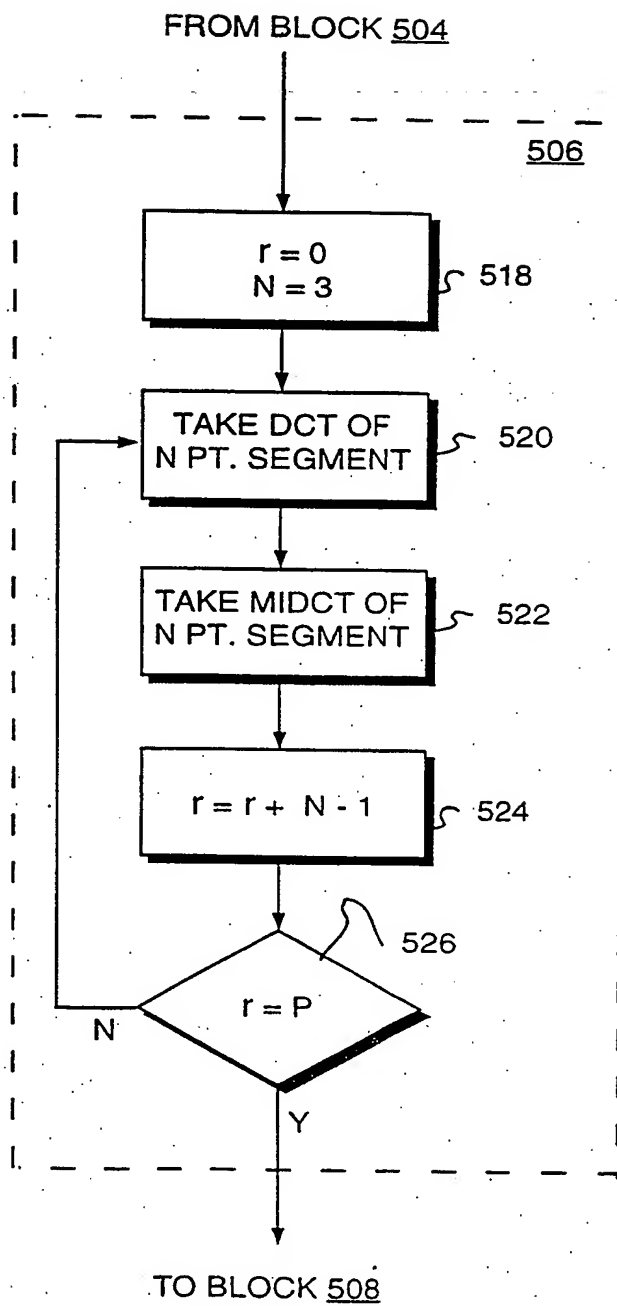 FROM BLOCK 504
506
r = 0
N = 3
518
TAKE DCT OF
N PT. SEGMENT
520
TAKE MIDCT OF
N PT. SEGMENT
522
r = r + N - 1
524
526
r = P
N
Y
TO BLOCK 508